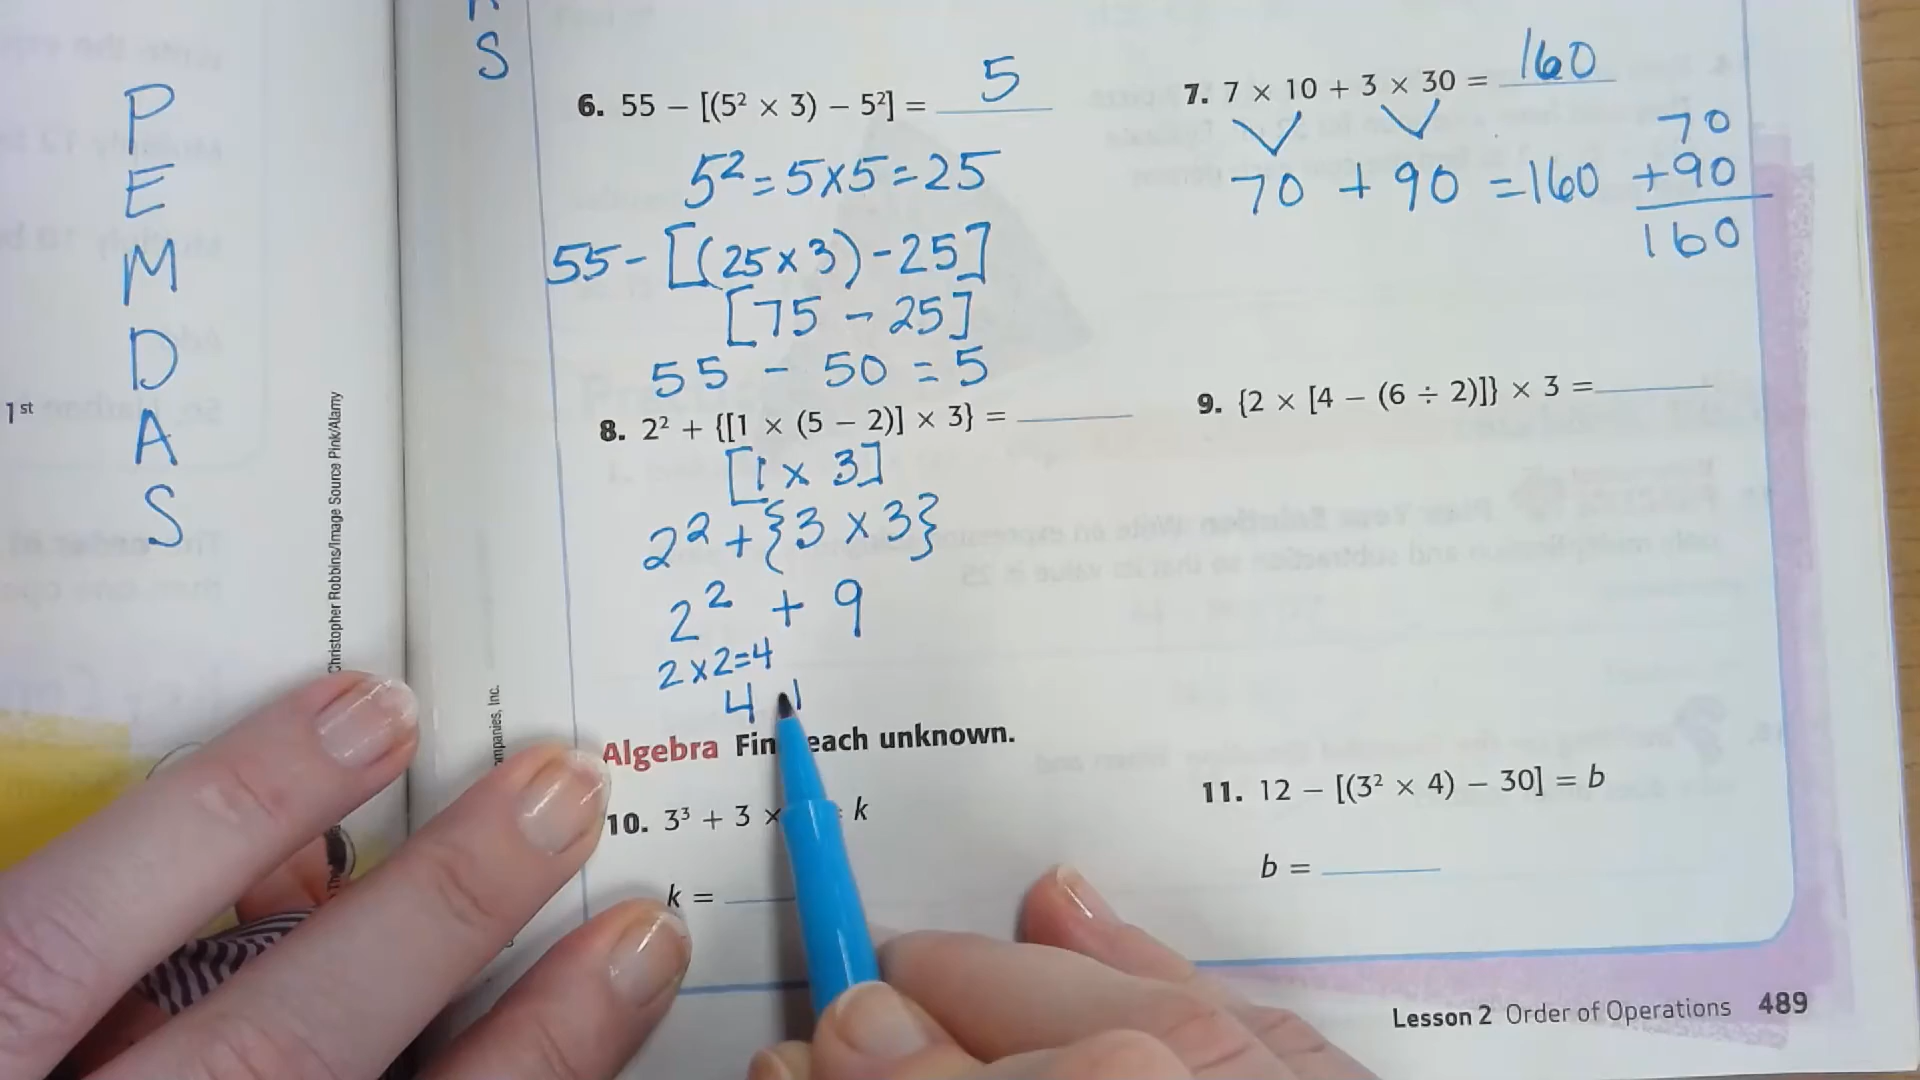 P
E
M
D
A
S
1st
S
Christopher Robbins/Image Source Pink/Alamy
6. 55 − [(5² × 3) − 5²] = 5
5² = 5×5 = 25
55 − [(25 × 3) − 25]
[75 − 25]
55 − 50 = 5
7. 7 × 10 + 3 × 30 = 160
70 + 90 = 160
70
+90
160
8. 2² + {[1 × (5 − 2)] × 3} =
[1 × 3]
2² + {3 × 3}
2² + 9
2 × 2 = 4
4
9. {2 × [4 − (6 ÷ 2)]} × 3 =
Algebra Find each unknown.
10. 3³ + 3 × = k
k =
11. 12 − [(3² × 4) − 30] = b
b =
Lesson 2 Order of Operations 489